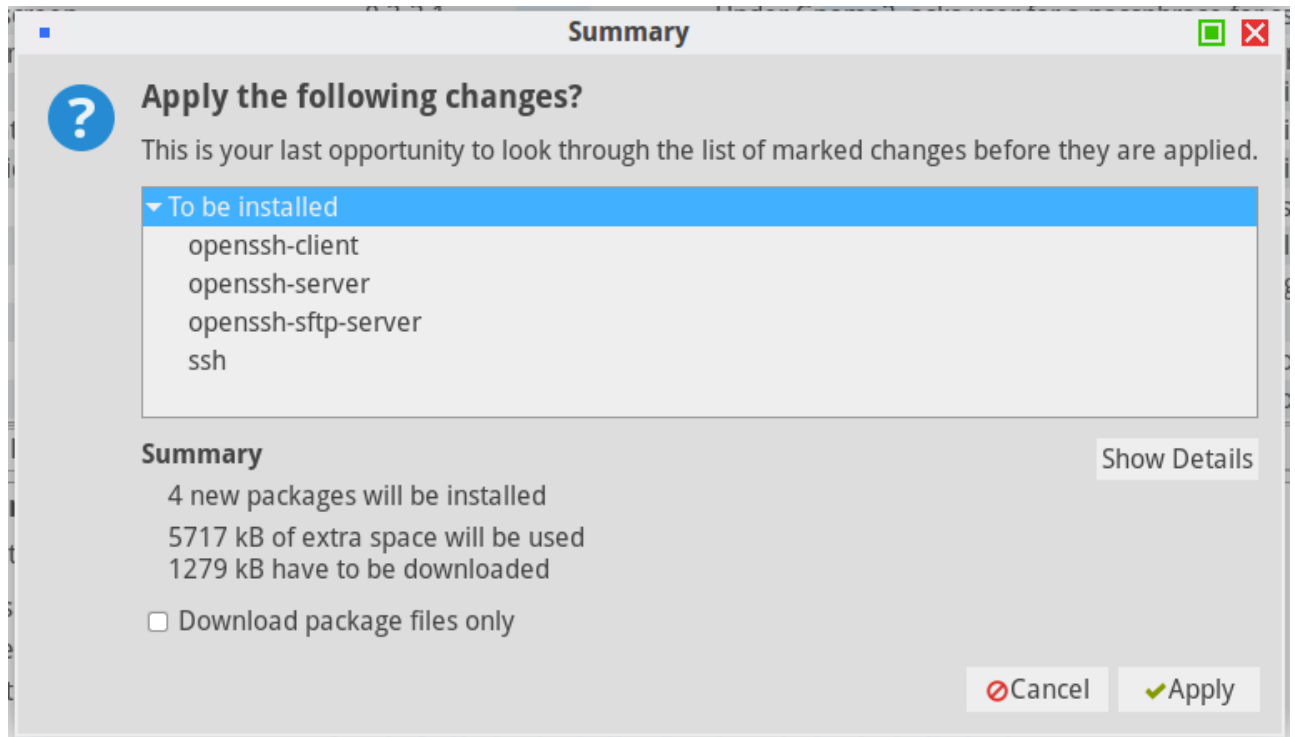 Summary
Apply the following changes?
This is your last opportunity to look through the list of marked changes before they are applied.
To be installed
openssh-client
openssh-server
openssh-sftp-server
ssh
Summary
Show Details
4 new packages will be installed
5717 kB of extra space will be used
1279 kB have to be downloaded
Download package files only
Cancel
Apply